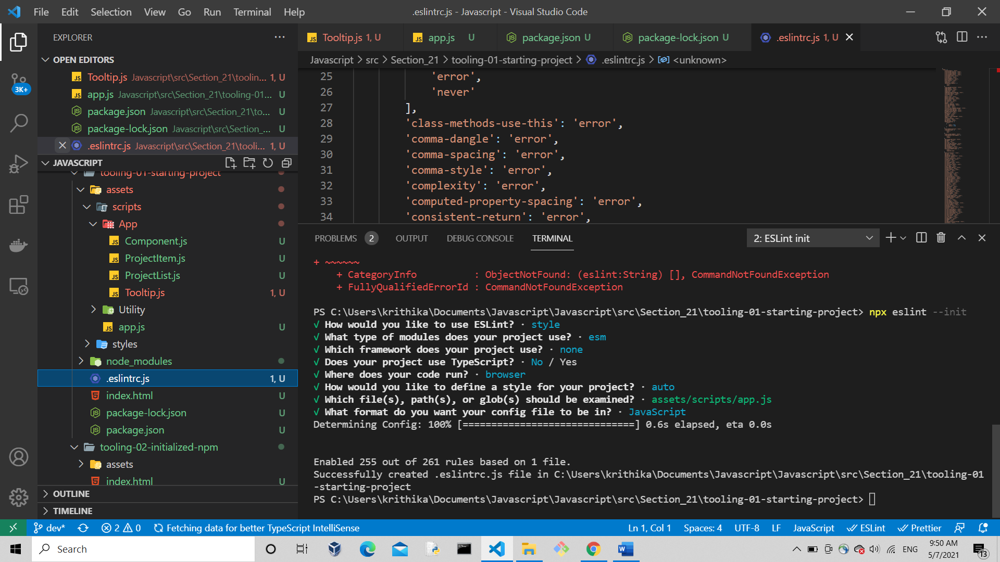 File Edit Selection View Go Run Terminal Help
.eslintrc.js - Javascript - Visual Studio Code
EXPLORER
OPEN EDITORS
Tooltip.js Javascript\src\Section_21\toolin... 1, U
app.js Javascript\src\Section_21\tooling-01... U
package.json Javascript\src\Section_21\to... U
package-lock.json Javascript\src\Section_... U
.eslintrc.js Javascript\src\Section_21\tooli... 1, U
JAVASCRIPT
tooling-01-starting-project
assets
scripts
App
Component.js U
ProjectItem.js U
ProjectList.js U
Tooltip.js 1, U
Utility
app.js U
styles
node_modules
.eslintrc.js 1, U
index.html U
package-lock.json U
package.json U
tooling-02-initialized-npm
assets
index.html U
OUTLINE
TIMELINE
3K+
Tooltip.js 1, U app.js U package.json U package-lock.json U .eslintrc.js 1, U
Javascript > src > Section_21 > tooling-01-starting-project > .eslintrc.js > <unknown>
25 'error',
26 'never'
27 ],
28 'class-methods-use-this': 'error',
29 'comma-dangle': 'error',
30 'comma-spacing': 'error',
31 'comma-style': 'error',
32 'complexity': 'error',
33 'computed-property-spacing': 'error',
34 'consistent-return': 'error',
PROBLEMS 2 OUTPUT DEBUG CONSOLE TERMINAL 2: ESLint init
+ ~~~~~~
+ CategoryInfo : ObjectNotFound: (eslint:String) [], CommandNotFoundException
+ FullyQualifiedErrorId : CommandNotFoundException
PS C:\Users\krithika\Documents\Javascript\Javascript\src\Section_21\tooling-01-starting-project> npx eslint --init
√ How would you like to use ESLint? · style
√ What type of modules does your project use? · esm
√ Which framework does your project use? · none
√ Does your project use TypeScript? · No / Yes
√ Where does your code run? · browser
√ How would you like to define a style for your project? · auto
√ Which file(s), path(s), or glob(s) should be examined? · assets/scripts/app.js
√ What format do you want your config file to be in? · JavaScript
Determining Config: 100% [==============================] 0.6s elapsed, eta 0.0s
Enabled 255 out of 261 rules based on 1 file.
Successfully created .eslintrc.js file in C:\Users\krithika\Documents\Javascript\Javascript\src\Section_21\tooling-01
-starting-project
PS C:\Users\krithika\Documents\Javascript\Javascript\src\Section_21\tooling-01-starting-project>
dev* 2 0 Fetching data for better TypeScript IntelliSense Ln 1, Col 1 Spaces: 4 UTF-8 LF JavaScript ESLint Prettier
Search
ENG
9:50 AM
5/7/2021
13